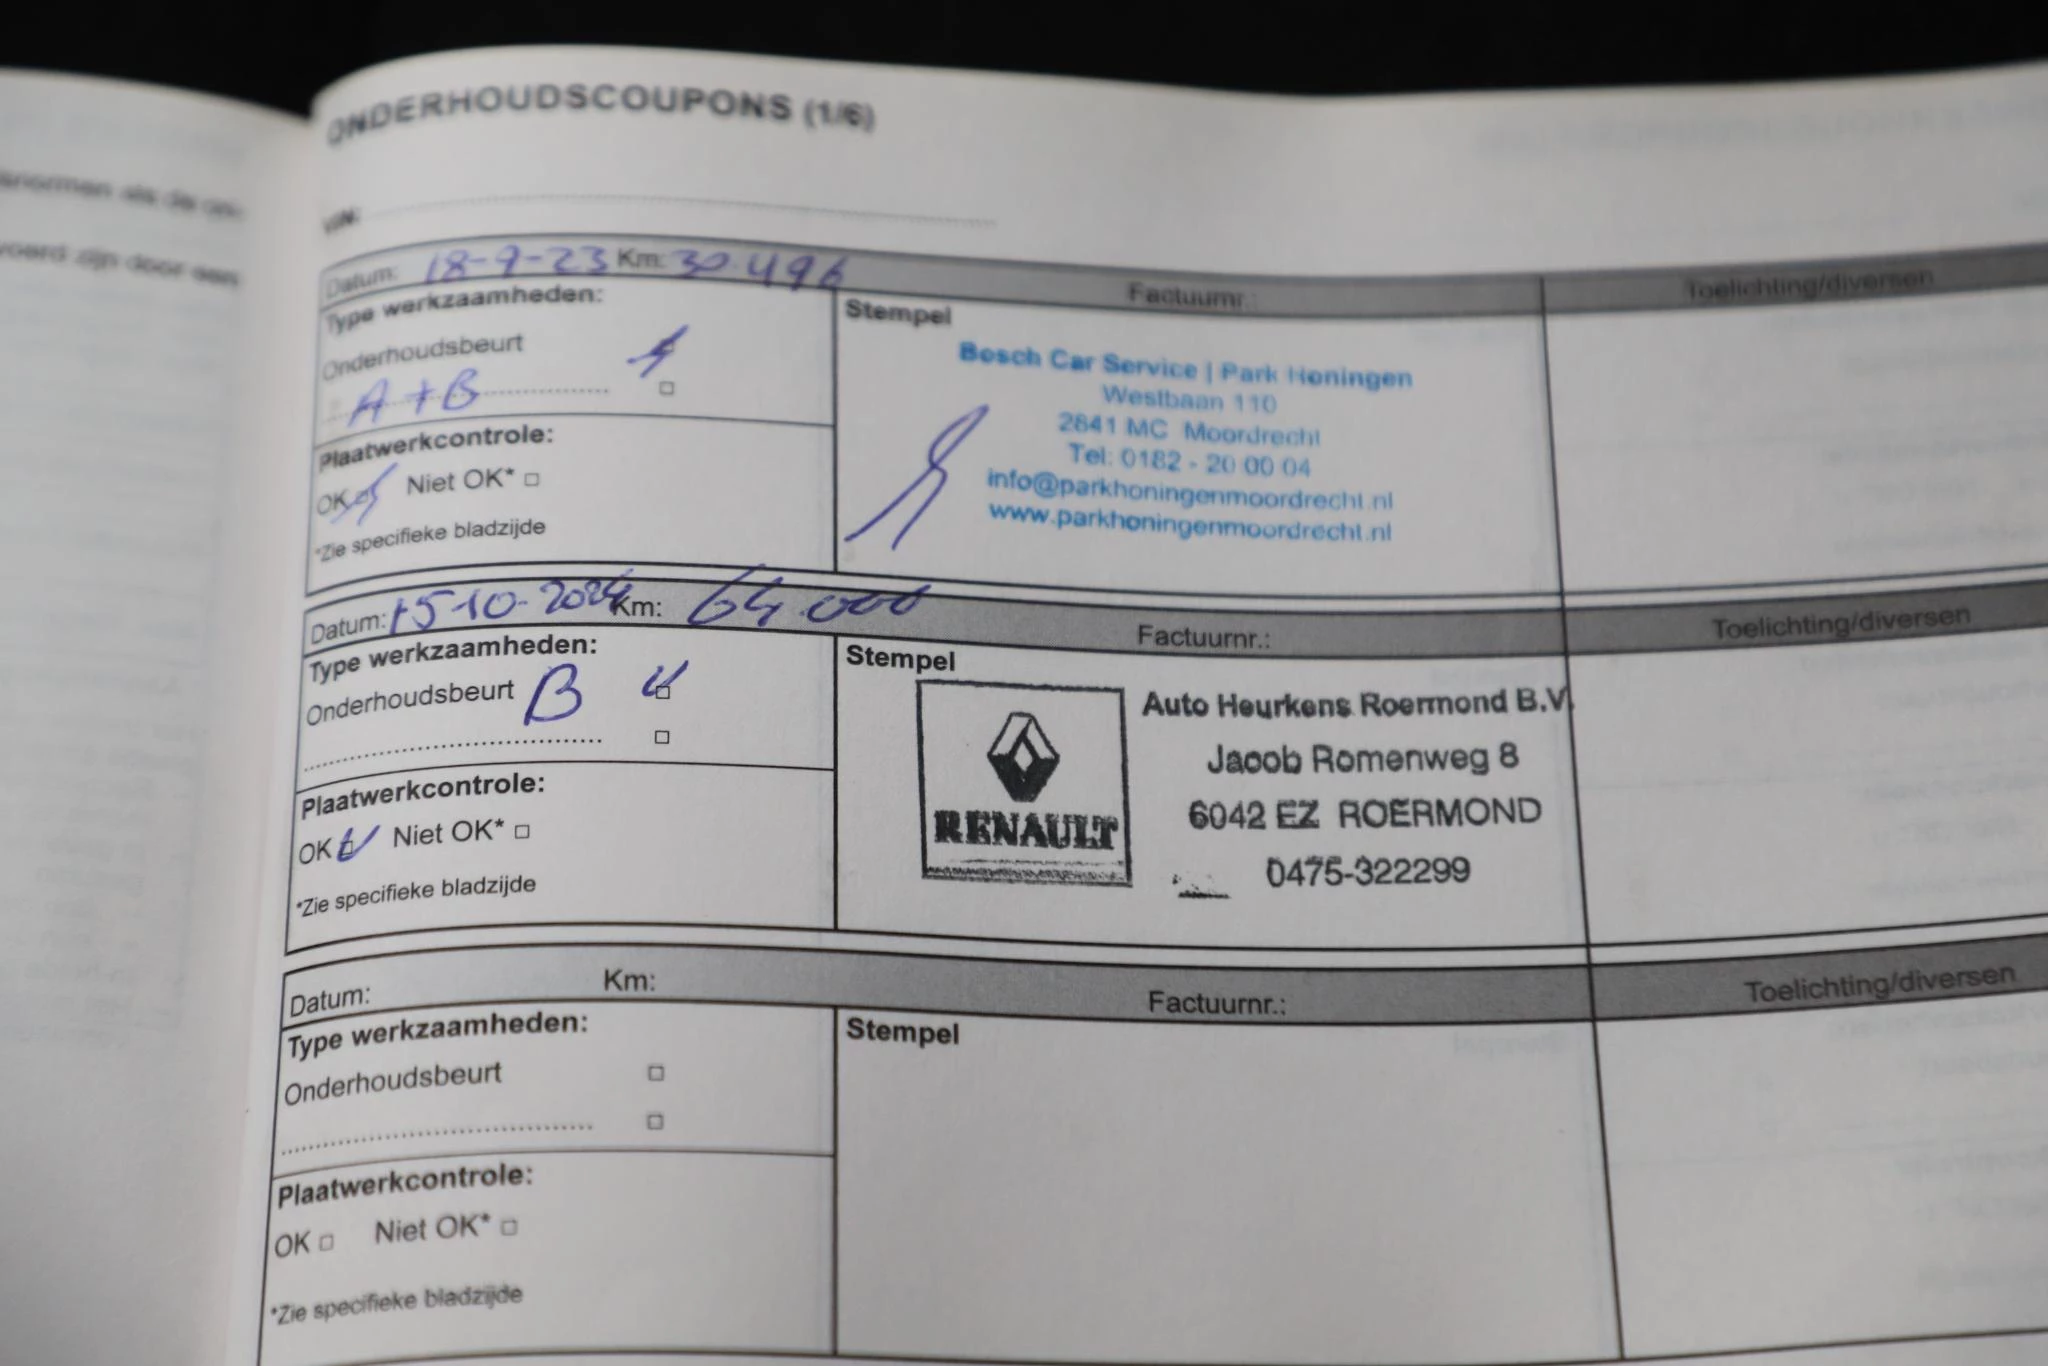 ONDERHOUDSCOUPONS (1/6)
VIN:
Datum: 18-9-23 Km: 30.496 Factuurnr.: Toelichting/diversen
Type werkzaamheden:
Onderhoudsbeurt
A+B
Plaatwerkcontrole:
OK Niet OK*
*Zie specifieke bladzijde
Stempel
Bosch Car Service | Park Honingen
Westbaan 110
2841 MC Moordrecht
Tel: 0182 - 20 00 04
info@parkhoningenmoordrecht.nl
www.parkhoningenmoordrecht.nl
Datum: 15-10-2024 Km: 64.000 Factuurnr.: Toelichting/diversen
Type werkzaamheden:
Onderhoudsbeurt B
Plaatwerkcontrole:
OK Niet OK*
*Zie specifieke bladzijde
Stempel
RENAULT
Auto Heurkens Roermond B.V.
Jacob Romenweg 8
6042 EZ ROERMOND
0475-322299
Datum: Km: Factuurnr.: Toelichting/diversen
Type werkzaamheden:
Onderhoudsbeurt
Plaatwerkcontrole:
OK Niet OK*
*Zie specifieke bladzijde
Stempel